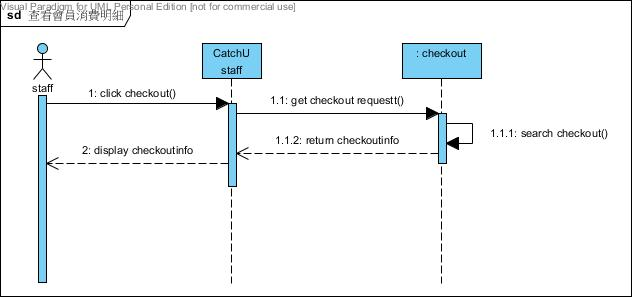 Visual Paradigm for UML Personal Edition [not for commercial use]
sd 查看會員消費明細
staff
CatchU
staff
: checkout
1: click checkout()
1.1: get checkout requestt()
1.1.1: search checkout()
1.1.2: return checkoutinfo
2: display checkoutinfo